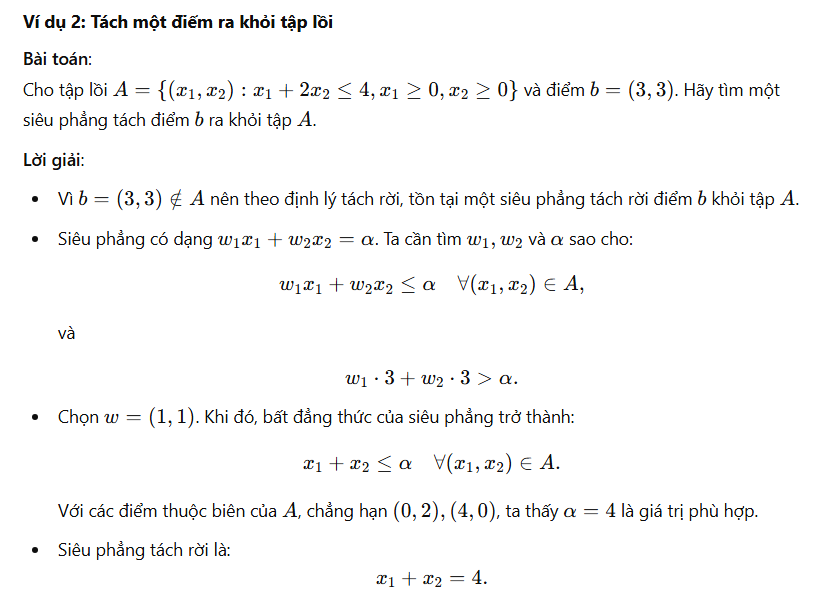 Ví dụ 2: Tách một điểm ra khỏi tập lồi
Bài toán:
Cho tập lồi A = {(x₁, x₂) : x₁ + 2x₂ ≤ 4, x₁ ≥ 0, x₂ ≥ 0} và điểm b = (3, 3). Hãy tìm một
siêu phẳng tách điểm b ra khỏi tập A.
Lời giải:
• Vì b = (3, 3) ∉ A nên theo định lý tách rời, tồn tại một siêu phẳng tách rời điểm b khỏi tập A.
• Siêu phẳng có dạng w₁x₁ + w₂x₂ = α. Ta cần tìm w₁, w₂ và α sao cho:
w₁x₁ + w₂x₂ ≤ α ∀(x₁, x₂) ∈ A,
và
w₁ · 3 + w₂ · 3 > α.
• Chọn w = (1, 1). Khi đó, bất đẳng thức của siêu phẳng trở thành:
x₁ + x₂ ≤ α ∀(x₁, x₂) ∈ A.
Với các điểm thuộc biên của A, chẳng hạn (0, 2), (4, 0), ta thấy α = 4 là giá trị phù hợp.
• Siêu phẳng tách rời là:
x₁ + x₂ = 4.